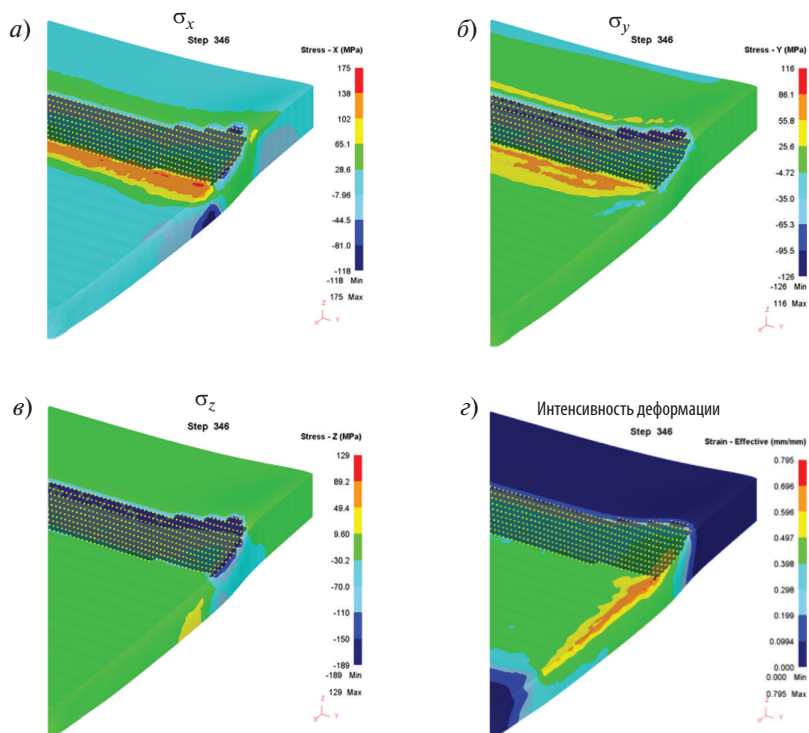 а)
σx
Step 346
Stress - X (MPa)
175
138
102
65.1
28.6
-7.96
-44.5
-81.0
-118
-118 Min
175 Max
Z
X Y
б)
σy
Step 346
Stress - Y (MPa)
116
86.1
55.8
25.6
-4.72
-35.0
-65.3
-95.5
-126
-126 Min
116 Max
Z
X Y
в)
σz
Step 346
Stress - Z (MPa)
129
89.2
49.4
9.60
-30.2
-70.0
-110
-150
-189
-189 Min
129 Max
Z
X Y
г)
Интенсивность деформации
Step 346
Strain - Effective (mm/mm)
0.795
0.696
0.596
0.497
0.398
0.298
0.199
0.0994
0.000
0.000 Min
0.795 Max
Z
X Y